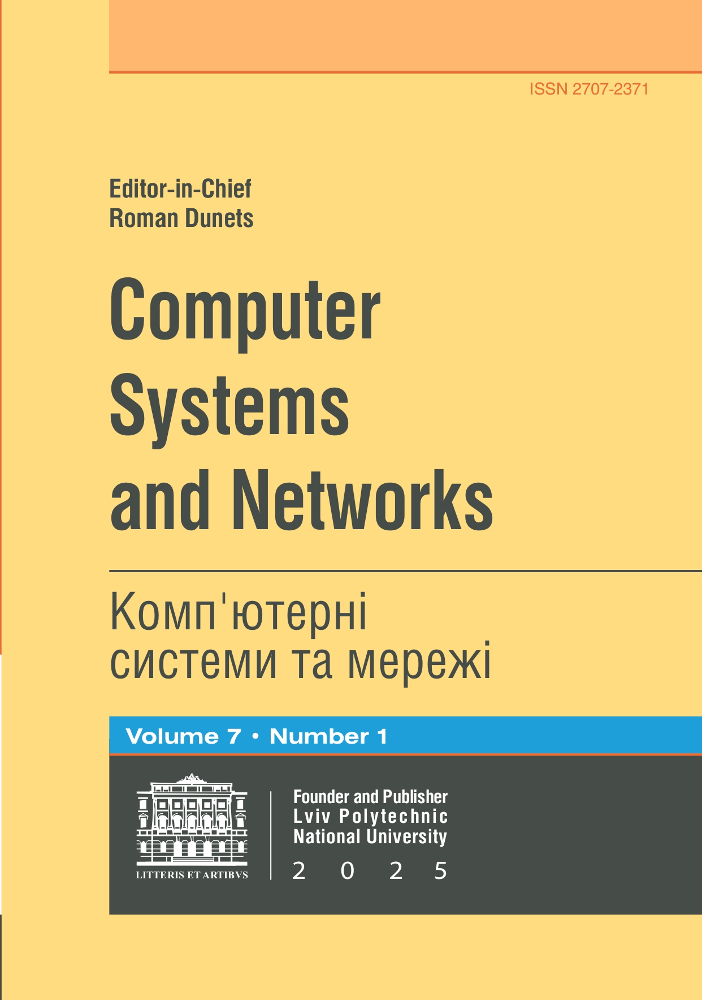 ISSN 2707-2371
Editor-in-Chief
Roman Dunets
Computer
Systems
and Networks
Комп'ютерні
системи та мережі
Volume 7 • Number 1
LITTERIS ET ARTIBVS
Founder and Publisher
Lviv Polytechnic
National University
2 0 2 5